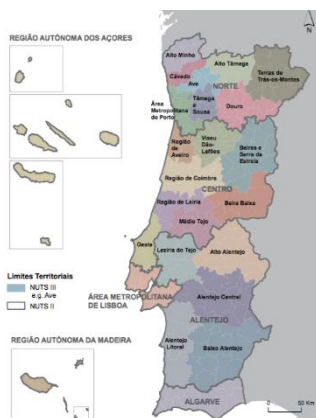 REGIÃO AUTÓNOMA DOS AÇORES
N
Alto Minho
Alto Tâmega
Terras de
Trás-os-Montes
Cávado
Ave
NORTE
Área
Metropolitana
do Porto
Tâmega
e
Sousa
Douro
Região
de
Aveiro
Viseu
Dão-
Lafões
Beiras e
Serra da
Estrela
Região de Coimbra
CENTRO
Região de Leiria
Beira Baixa
Médio Tejo
Oeste
Lezíria do Tejo
Alto Alentejo
Limites Territoriais
NUTS III
e.g. Ave
NUTS II
ÁREA METROPOLITANA
DE LISBOA
Alentejo Central
ALENTEJO
REGIÃO AUTÓNOMA DA MADEIRA
Alentejo
Litoral
Baixo Alentejo
ALGARVE
0
50 Km